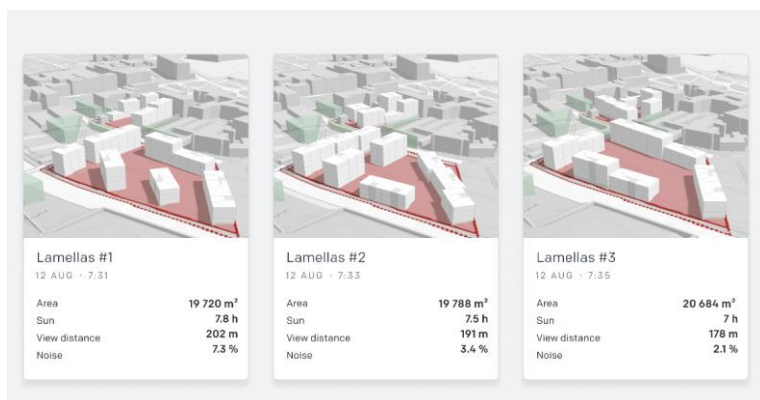 Lamellas #1
12 AUG · 7:31
Area 19 720 m²
Sun 7.8 h
View distance 202 m
Noise 7.3 %
Lamellas #2
12 AUG · 7:33
Area 19 788 m²
Sun 7.5 h
View distance 191 m
Noise 3.4 %
Lamellas #3
12 AUG · 7:35
Area 20 684 m²
Sun 7 h
View distance 178 m
Noise 2.1 %